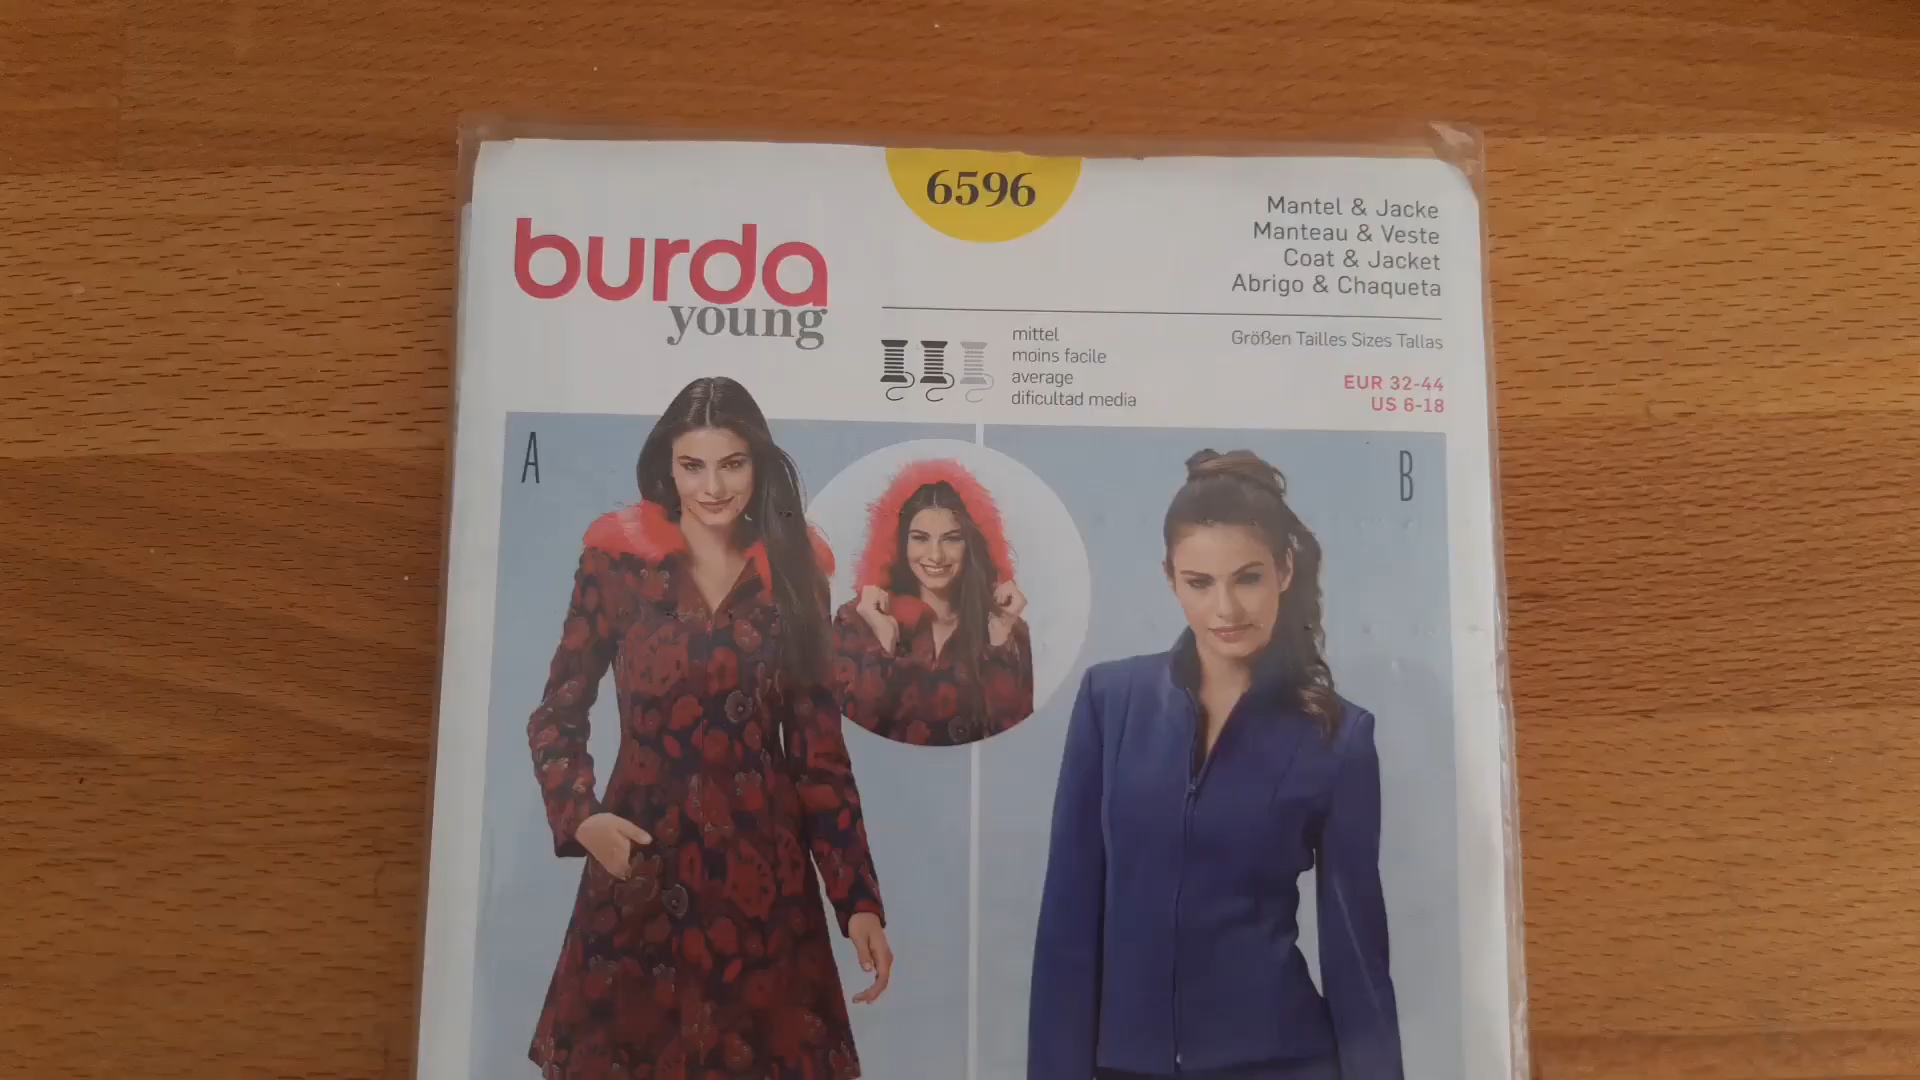 6596
burda
young
Mantel & Jacke
Manteau & Veste
Coat & Jacket
Abrigo & Chaqueta
mittel
moins facile
average
dificultad media
Größen Tailles Sizes Tallas
EUR 32-44
US 6-18
A
B